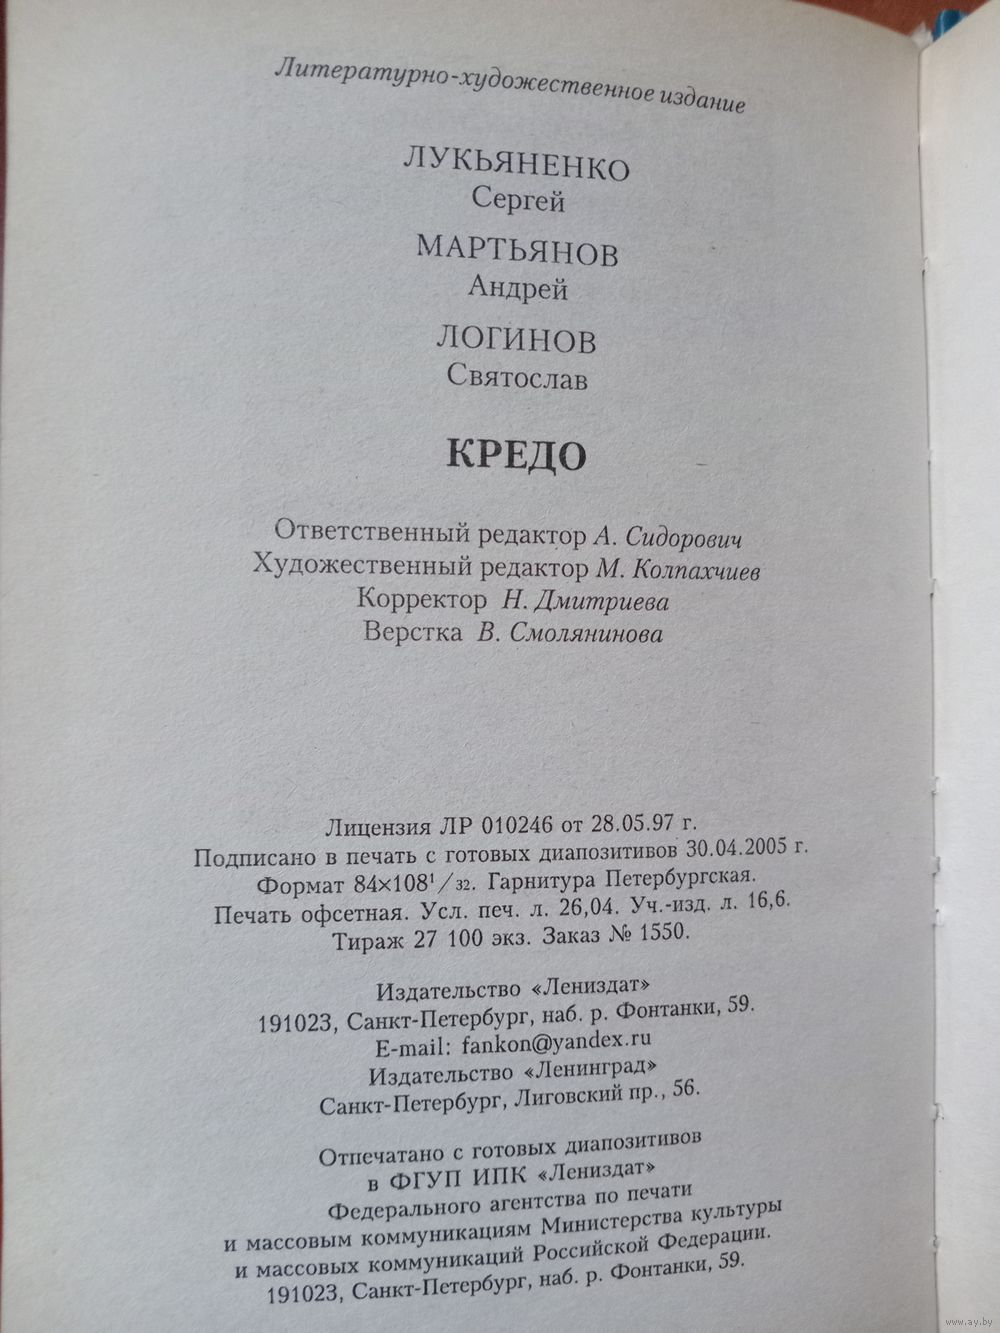 Литературно-художественное издание
ЛУКЬЯНЕНКО
Сергей
МАРТЬЯНОВ
Андрей
ЛОГИНОВ
Святослав
КРЕДО
Ответственный редактор А. Сидорович
Художественный редактор М. Колпахчиев
Корректор Н. Дмитриева
Верстка В. Смолянинова
Лицензия ЛР 010246 от 28.05.97 г.
Подписано в печать с готовых диапозитивов 30.04.2005 г.
Формат 84×108¹/32. Гарнитура Петербургская.
Печать офсетная. Усл. печ. л. 26,04. Уч.-изд. л. 16,6.
Тираж 27 100 экз. Заказ № 1550.
Издательство «Лениздат»
191023, Санкт-Петербург, наб. р. Фонтанки, 59.
E-mail: fankon@yandex.ru
Издательство «Ленинград»
Санкт-Петербург, Лиговский пр., 56.
Отпечатано с готовых диапозитивов
в ФГУП ИПК «Лениздат»
Федерального агентства по печати
и массовым коммуникациям Министерства культуры
и массовых коммуникаций Российской Федерации.
191023, Санкт-Петербург, наб. р. Фонтанки, 59.
www.ay.by